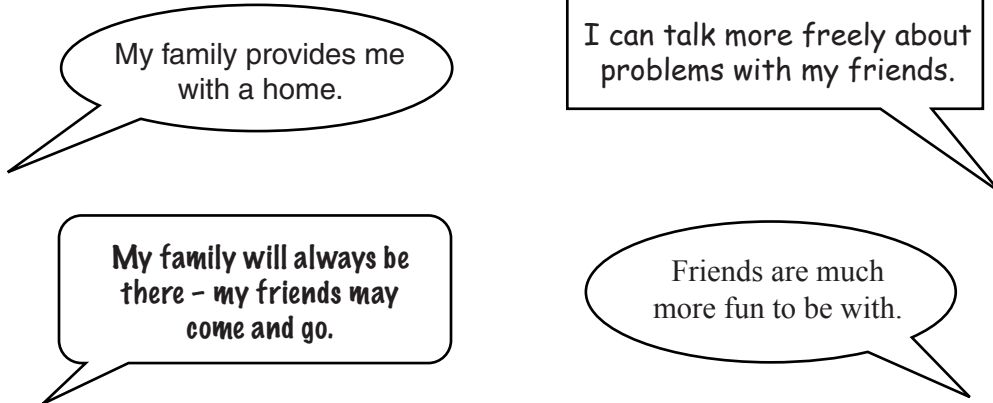 My family provides me
with a home.
I can talk more freely about
problems with my friends.
My family will always be
there – my friends may
come and go.
Friends are much
more fun to be with.